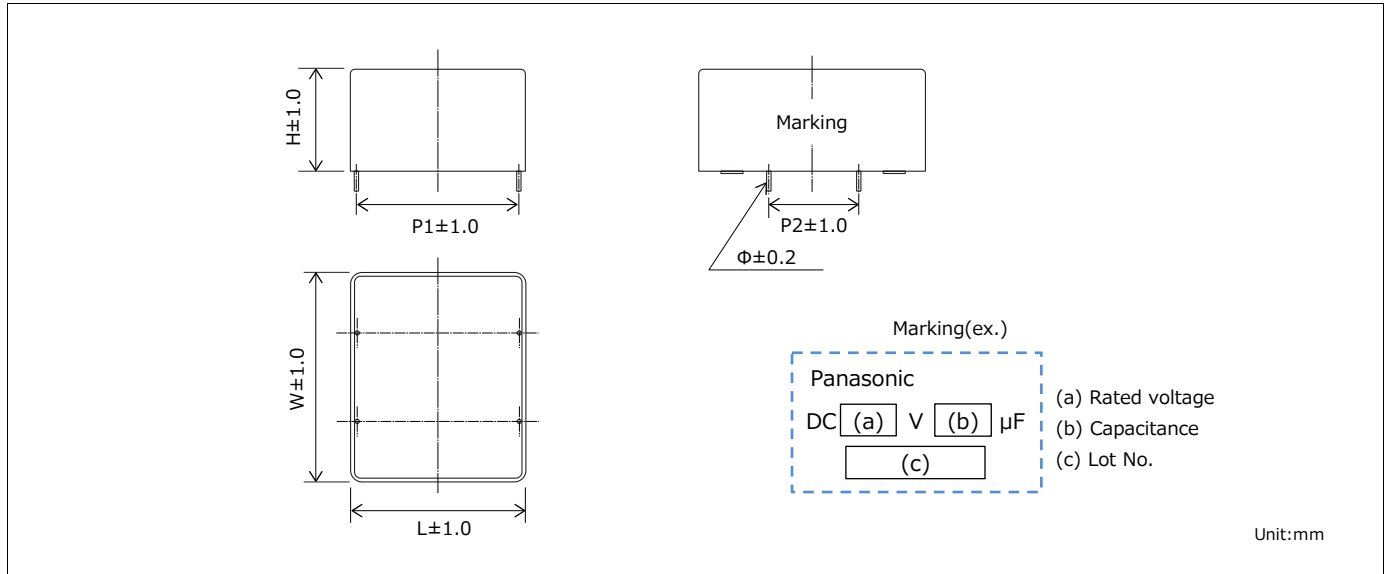 H±1.0
P1±1.0
Marking
P2±1.0
Φ±0.2
W±1.0
L±1.0
Marking(ex.)
Panasonic
DC (a) V (b) μF
(c)
(a) Rated voltage
(b) Capacitance
(c) Lot No.
Unit:mm